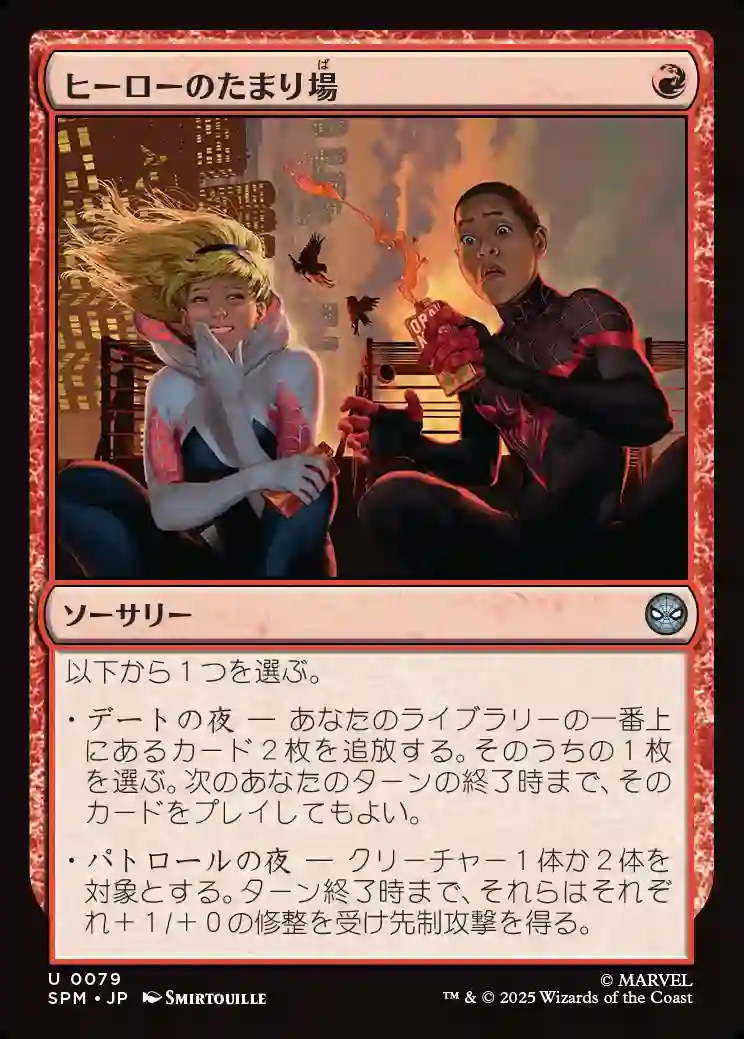 ヒーローのたまり場
ば
ソーサリー
以下から1つを選ぶ。
・デートの夜 ― あなたのライブラリーの一番上
にあるカード2枚を追放する。そのうちの1枚
を選ぶ。次のあなたのターンの終了時まで、その
カードをプレイしてもよい。
・パトロールの夜 ― クリーチャー1体か2体を
対象とする。ターン終了時まで、それらはそれぞ
れ+1/+0の修整を受け先制攻撃を得る。
U 0079
SPM • JP SMIRTOUILLE
© MARVEL
™ & © 2025 Wizards of the Coast